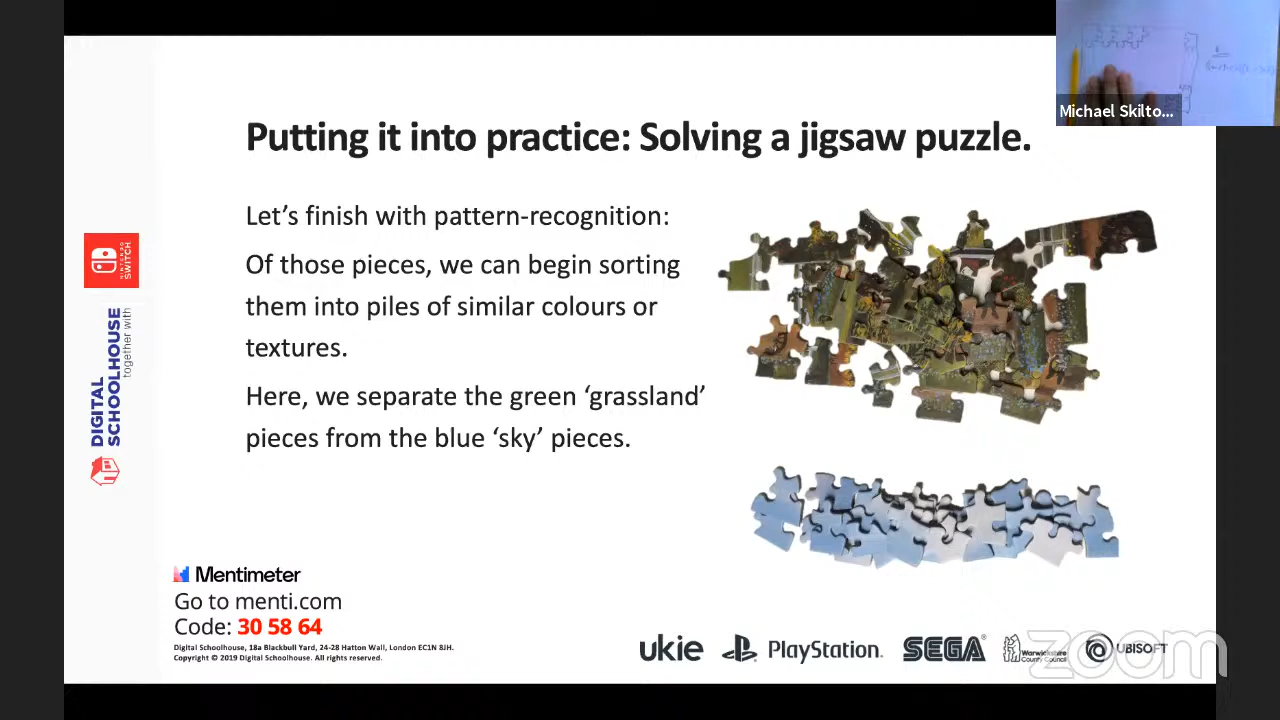 Michael Skilto...
Putting it into practice: Solving a jigsaw puzzle.
Let's finish with pattern-recognition:
Of those pieces, we can begin sorting
them into piles of similar colours or
textures.
Here, we separate the green ‘grassland’
pieces from the blue ‘sky’ pieces.
NINTENDO
SWITCH
DIGITAL
SCHOOLHOUSE
together with
Mentimeter
Go to menti.com
Code: 30 58 64
Digital Schoolhouse, 18a Blackbull Yard, 24-28 Hatton Wall, London EC1N 8JH.
Copyright © 2019 Digital Schoolhouse. All rights reserved.
ukie
PlayStation.
SEGA®
Warwickshire
County Council
UBISOFT
zoom